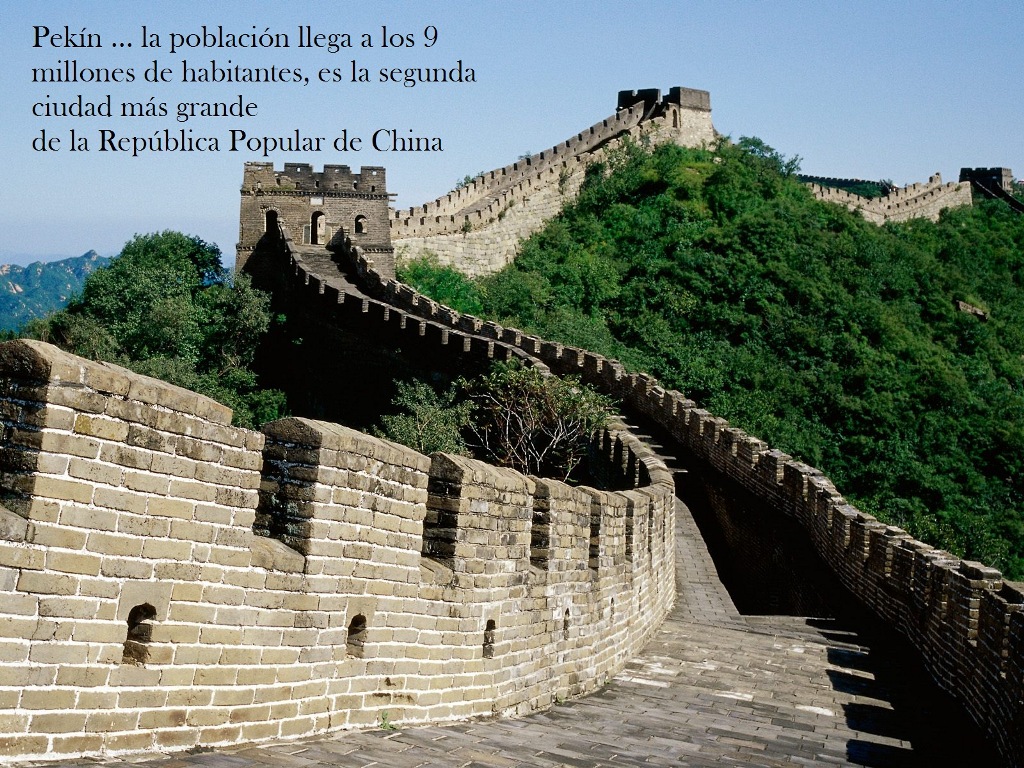 Pekín ... la población llega a los 9
millones de habitantes, es la segunda
ciudad más grande
de la República Popular de China